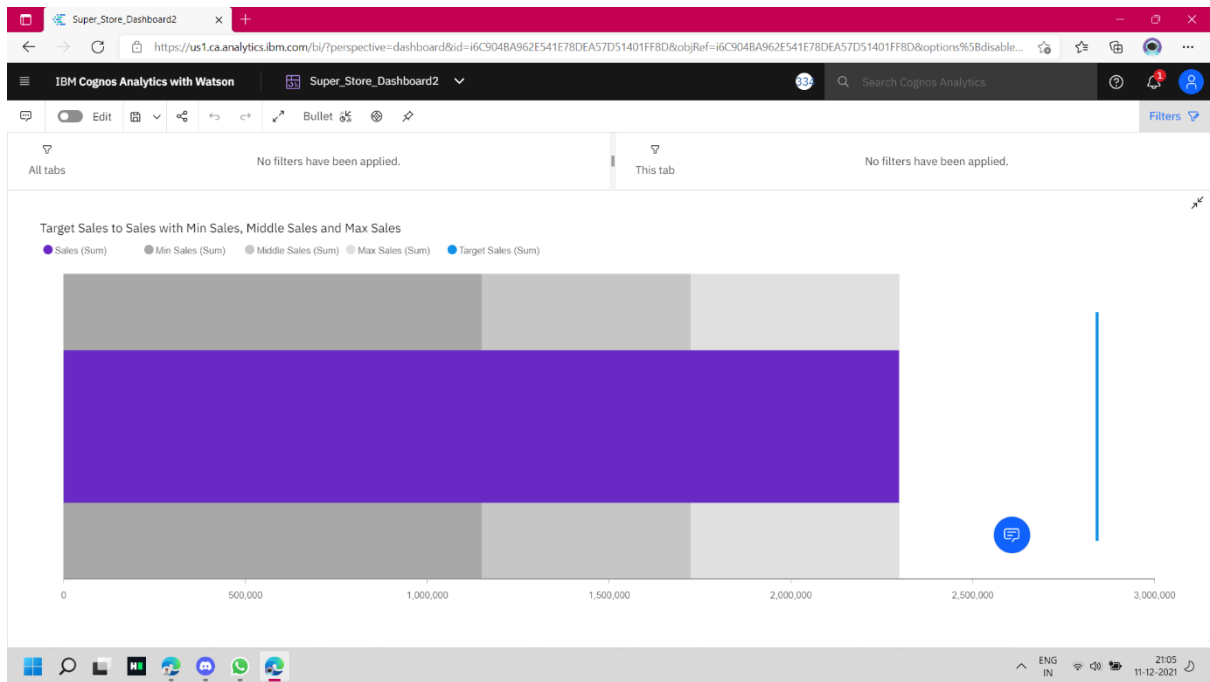 Super_Store_Dashboard2
https://us1.ca.analytics.ibm.com/bi/?perspective=dashboard&id=i6C904BA962E541E78DEA57D51401FF8D&objRef=i6C904BA962E541E78DEA57D51401FF8D&options%5Bdisable...
IBM Cognos Analytics with Watson Super_Store_Dashboard2 334 Search Cognos Analytics 1
Edit Bullet Filters
All tabs No filters have been applied. This tab No filters have been applied.
Target Sales to Sales with Min Sales, Middle Sales and Max Sales
Sales (Sum) Min Sales (Sum) Middle Sales (Sum) Max Sales (Sum) Target Sales (Sum)
0 500,000 1,000,000 1,500,000 2,000,000 2,500,000 3,000,000
ENG 21:05
IN 11-12-2021